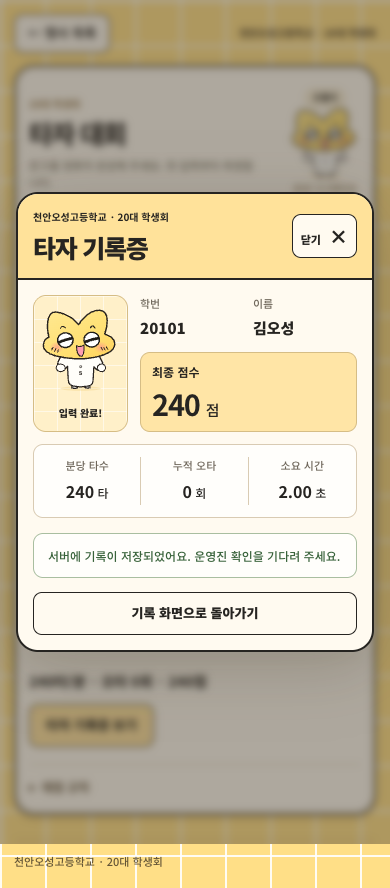 타자 대회
천안오성고등학교 · 20대 학생회
타자 기록증
닫기 ✕
학번
이름
20101
김오성
최종 점수
240 점
입력 완료!
분당 타수
누적 오타
소요 시간
240 타
0 회
2.00 초
서버에 기록이 저장되었어요. 운영진 확인을 기다려 주세요.
기록 화면으로 돌아가기
천안오성고등학교 · 20대 학생회